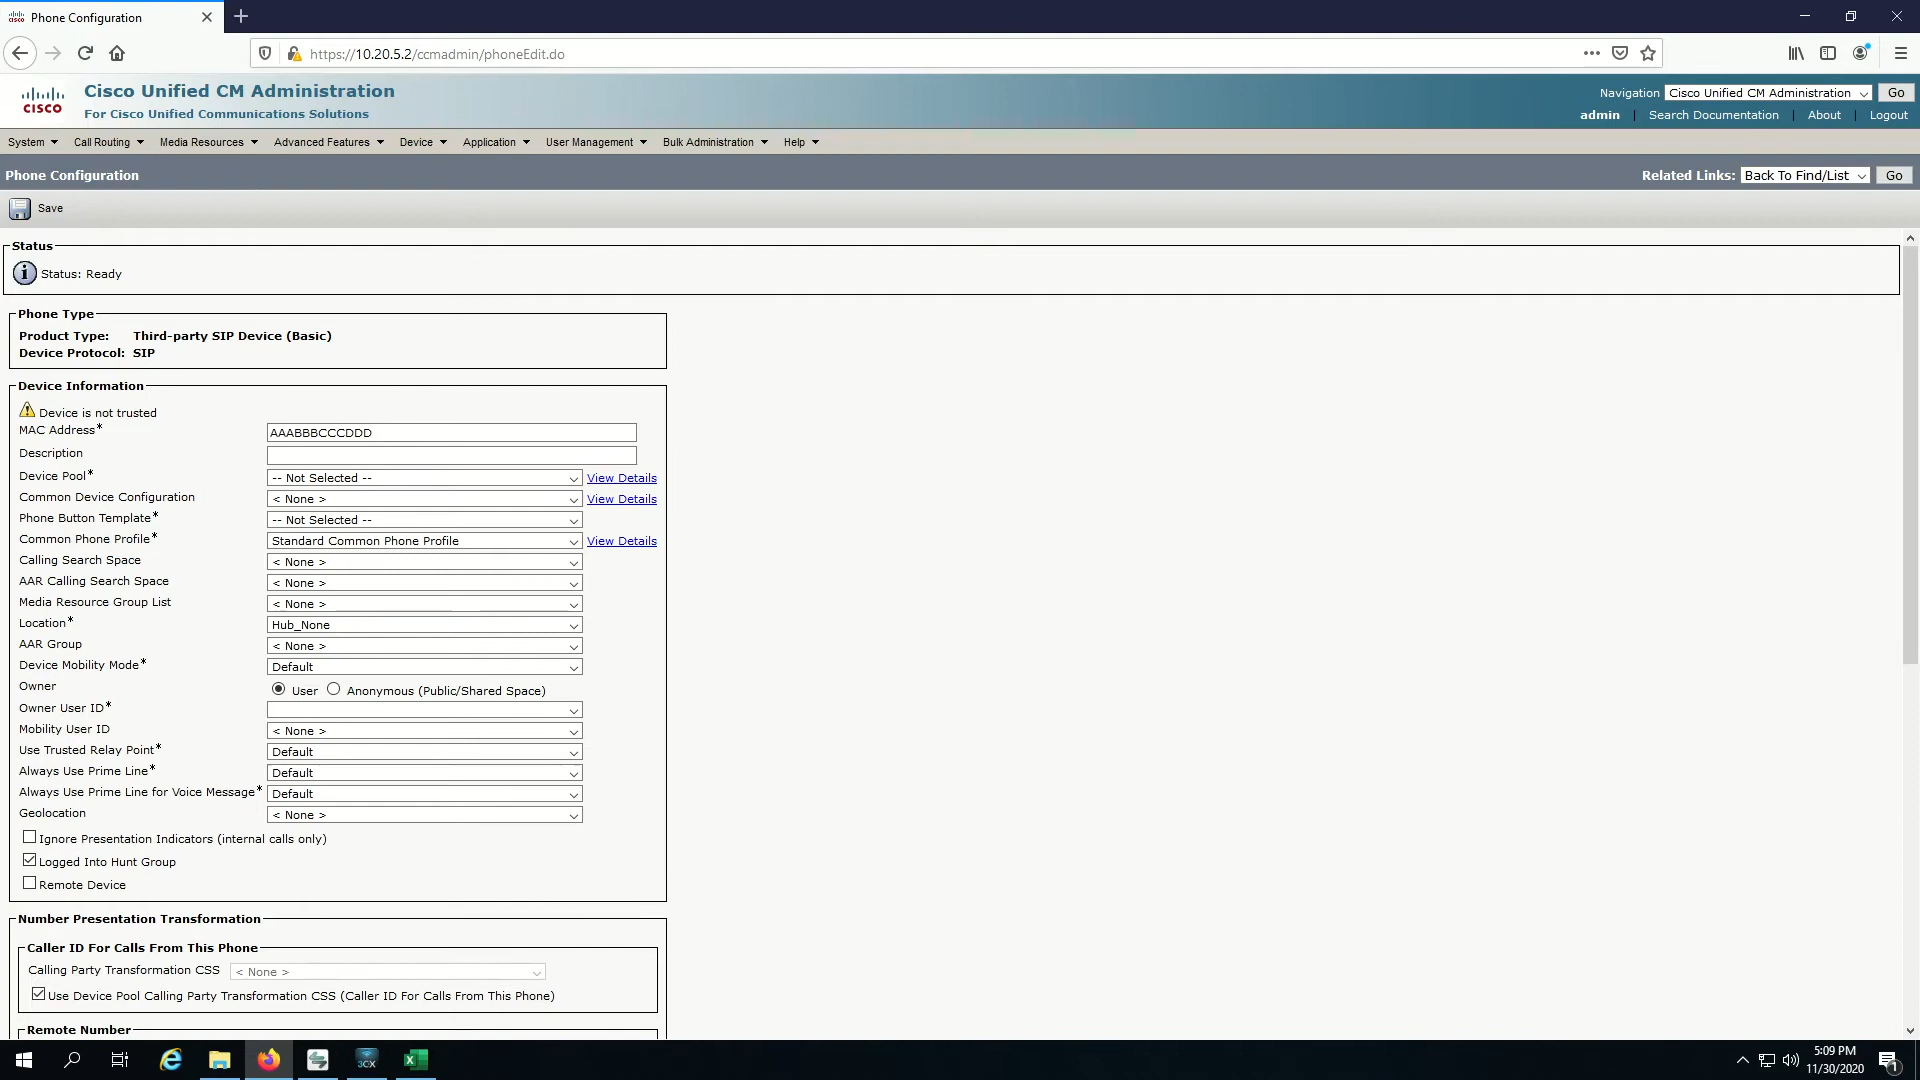 Phone Configuration
https://10.20.5.2/ccmadmin/phoneEdit.do
CISCO
Cisco Unified CM Administration
For Cisco Unified Communications Solutions
Navigation Cisco Unified CM Administration Go
admin | Search Documentation | About | Logout
System Call Routing Media Resources Advanced Features Device Application User Management Bulk Administration Help
Phone Configuration
Related Links: Back To Find/List Go
Save
Status
Status: Ready
Phone Type
Product Type: Third-party SIP Device (Basic)
Device Protocol: SIP
Device Information
Device is not trusted
MAC Address* AAABBBCCCDDD
Description
Device Pool* -- Not Selected -- View Details
Common Device Configuration < None > View Details
Phone Button Template* -- Not Selected --
Common Phone Profile* Standard Common Phone Profile View Details
Calling Search Space < None >
AAR Calling Search Space < None >
Media Resource Group List < None >
Location* Hub_None
AAR Group < None >
Device Mobility Mode* Default
Owner User Anonymous (Public/Shared Space)
Owner User ID*
Mobility User ID < None >
Use Trusted Relay Point* Default
Always Use Prime Line* Default
Always Use Prime Line for Voice Message* Default
Geolocation < None >
Ignore Presentation Indicators (internal calls only)
Logged Into Hunt Group
Remote Device
Number Presentation Transformation
Caller ID For Calls From This Phone
Calling Party Transformation CSS < None >
Use Device Pool Calling Party Transformation CSS (Caller ID For Calls From This Phone)
Remote Number
3CX
5:09 PM
11/30/2020
1